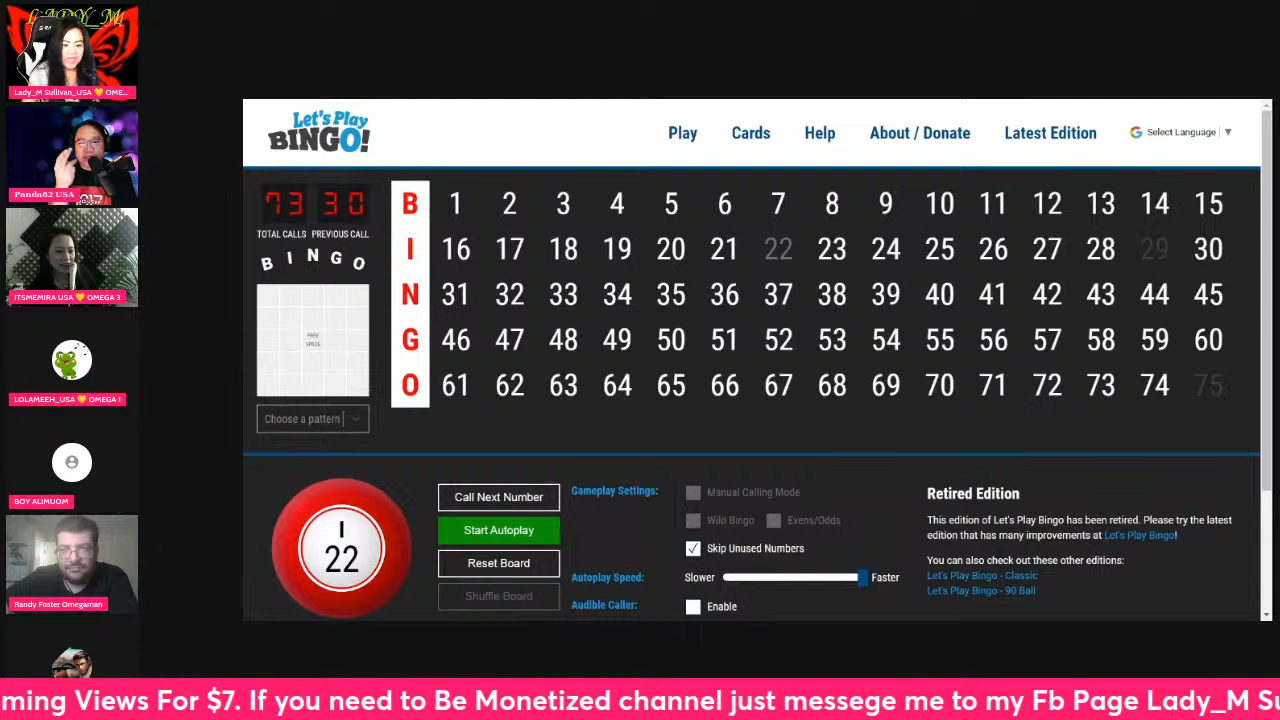 LADY_M
Lady_M Sullivan_USA 💛 OME...
Panda82 USA
ITSMEMIRA USA 💛 OMEGA 3
LOLAMEEH_USA 💛 OMEGA 1
BOY ALIMUOM
Randy Foster Omegaman
Let's Play
BINGO!
Play Cards Help About / Donate Latest Edition Select Language ▼
73 30
TOTAL CALLS PREVIOUS CALL
B I N G O
FREE
SPACE
Choose a pattern
B 1 2 3 4 5 6 7 8 9 10 11 12 13 14 15
I 16 17 18 19 20 21 22 23 24 25 26 27 28 29 30
N 31 32 33 34 35 36 37 38 39 40 41 42 43 44 45
G 46 47 48 49 50 51 52 53 54 55 56 57 58 59 60
O 61 62 63 64 65 66 67 68 69 70 71 72 73 74 75
I
22
Call Next Number
Start Autoplay
Reset Board
Shuffle Board
Gameplay Settings:
Manual Calling Mode
Wild Bingo Evens/Odds
Skip Unused Numbers
Autoplay Speed: Slower Faster
Audible Caller: Enable
Retired Edition
This edition of Let's Play Bingo has been retired. Please try the latest
edition that has many improvements at Let's Play Bingo!
You can also check out these other editions:
Let's Play Bingo - Classic
Let's Play Bingo - 90 Ball
ming Views For $7. If you need to Be Monetized channel just messege me to my Fb Page Lady_M Su